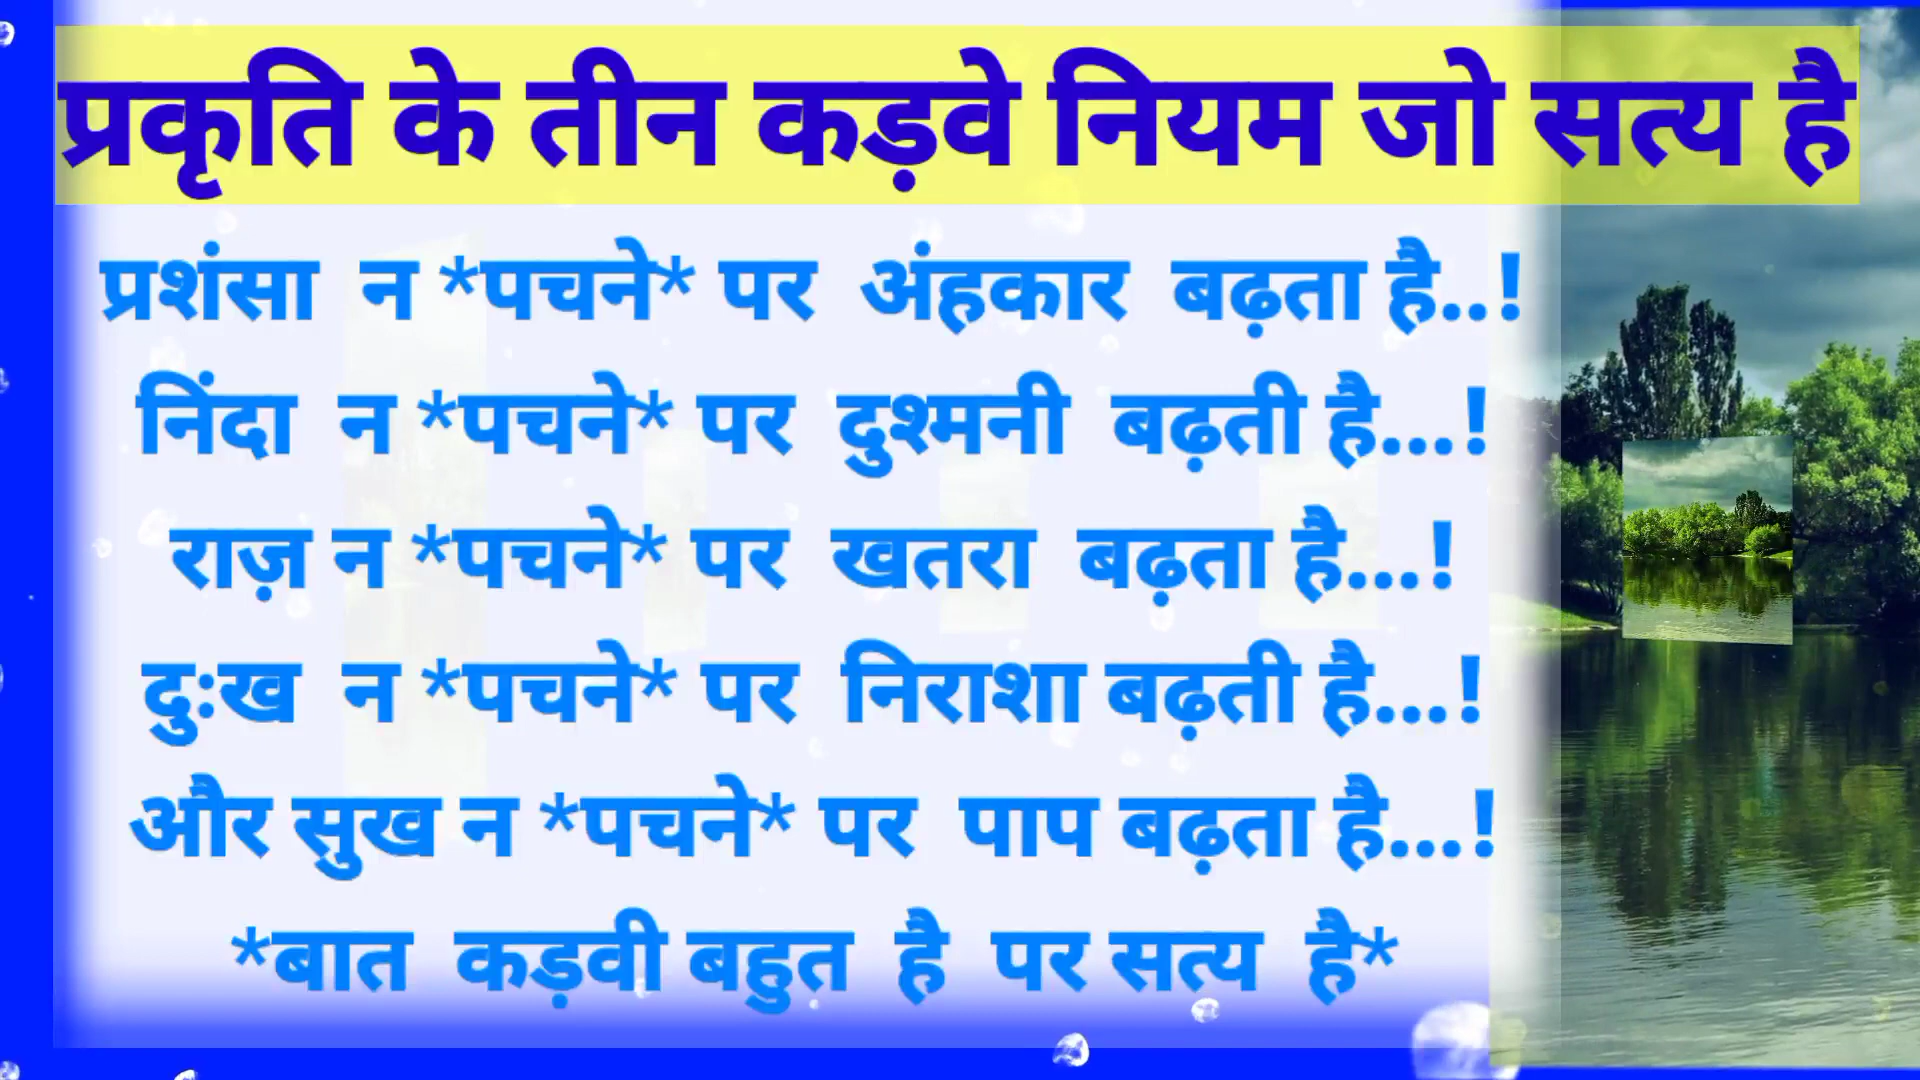 प्रकृति के तीन कड़वे नियम जो सत्य है
प्रशंसा न *पचने* पर अंहकार बढ़ता है..!
निंदा न *पचने* पर दुश्मनी बढ़ती है...!
राज़ न *पचने* पर खतरा बढ़ता है...!
दुःख न *पचने* पर निराशा बढ़ती है...!
और सुख न *पचने* पर पाप बढ़ता है...!
*बात कड़वी बहुत है पर सत्य है*